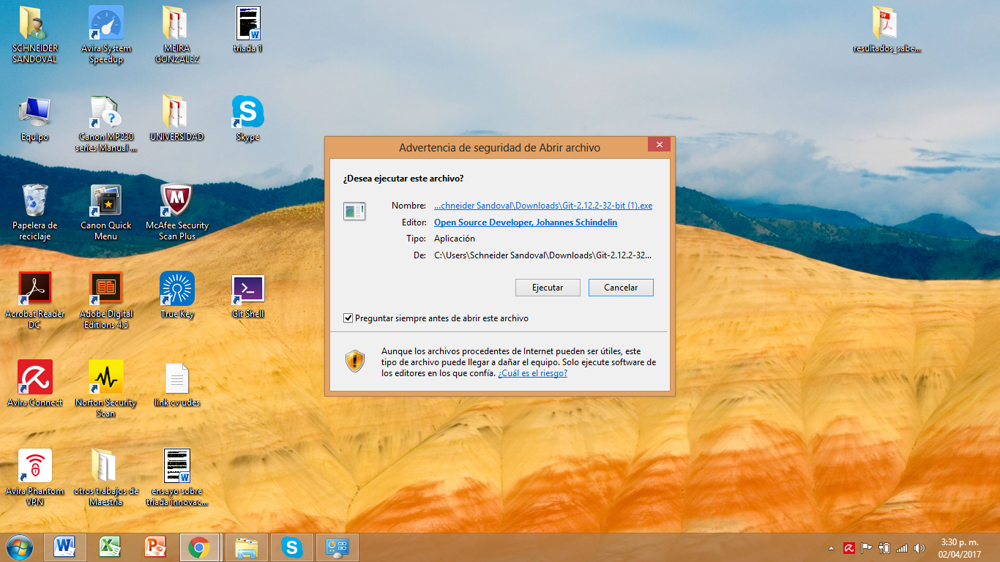 SCHNEIDER
SANDOVAL
Avira System
Speedup
MEIRA
GONZALEZ
triada 1
resultados_sabe...
Equipo
Canon MP230
series Manual ...
UNIVERSIDAD
Skype
Papelera de
reciclaje
Canon Quick
Menu
McAfee Security
Scan Plus
Acrobat Reader
DC
Adobe Digital
Editions 4.5
True Key
Git Shell
Avira Connect
Norton Security
Scan
link cv udes
Avira Phantom
VPN
otros trabajos de
Maestria
ensayo sobre
triada innovac...
Advertencia de seguridad de Abrir archivo
¿Desea ejecutar este archivo?
Nombre: ...chneider Sandoval\Downloads\Git-2.12.2-32-bit (1).exe
Editor: Open Source Developer, Johannes Schindelin
Tipo: Aplicación
De: C:\Users\Schneider Sandoval\Downloads\Git-2.12.2-32...
Ejecutar
Cancelar
Preguntar siempre antes de abrir este archivo
Aunque los archivos procedentes de Internet pueden ser útiles, este
tipo de archivo puede llegar a dañar el equipo. Solo ejecute software de
los editores en los que confía. ¿Cuál es el riesgo?
3:30 p. m.
02/04/2017